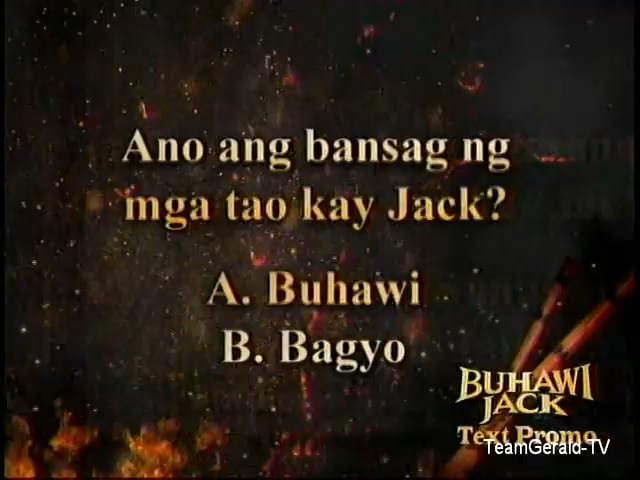 Ano ang bansag ng
mga tao kay Jack?
A. Buhawi
B. Bagyo
BUHAWI
JACK
Text Promo
TeamGerald-TV